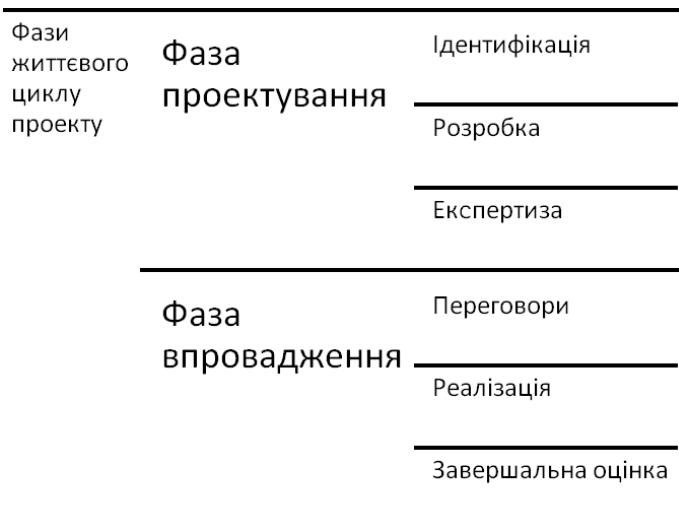 Фази
життєвого
циклу
проекту
Фаза
проектування
Ідентифікація
Розробка
Експертиза
Фаза
впровадження
Переговори
Реалізація
Завершальна оцінка